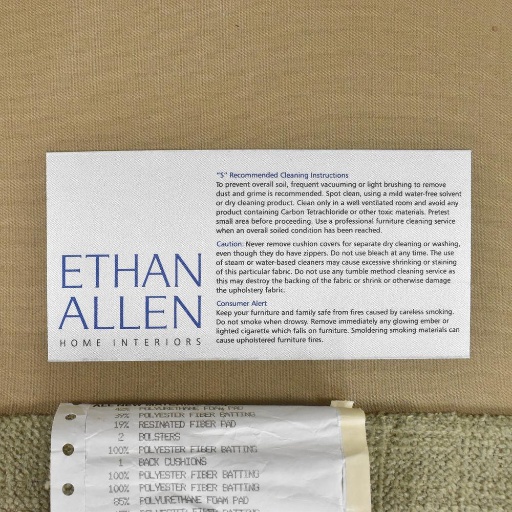 "S" Recommended Cleaning Instructions
To prevent overall soil, frequent vacuuming or light brushing to remove
dust and grime is recommended. Spot clean, using a mild water-free solvent
or dry cleaning product. Clean only in a well ventilated room and avoid any
product containing Carbon Tetrachloride or other toxic materials. Pretest
small area before proceeding. Use a professional furniture cleaning service
when an overall soiled condition has been reached.
Caution: Never remove cushion covers for separate dry cleaning or washing,
even though they do have zippers. Do not use bleach at any time. The use
of steam or water-based cleaners may cause excessive shrinking or staining
of this particular fabric. Do not use any tumble method cleaning service as
this may destroy the backing of the fabric or shrink or otherwise damage
the upholstery fabric.
Consumer Alert
Keep your furniture and family safe from fires caused by careless smoking.
Do not smoke when drowsy. Remove immediately any glowing ember or
lighted cigarette which falls on furniture. Smoldering smoking materials can
cause upholstered furniture fires.
ETHAN
ALLEN
HOME INTERIORS
POLYURETHANE FOAM PAD
39% POLYESTER FIBER BATTING
19% RESINATED FIBER PAD
2 BOLSTERS
100% POLYESTER FIBER BATTING
1 BACK CUSHIONS
100% POLYESTER FIBER BATTING
100% POLYESTER FIBER BATTING
85% POLYURETHANE FOAM PAD
POLYESTER FIBER BATTING